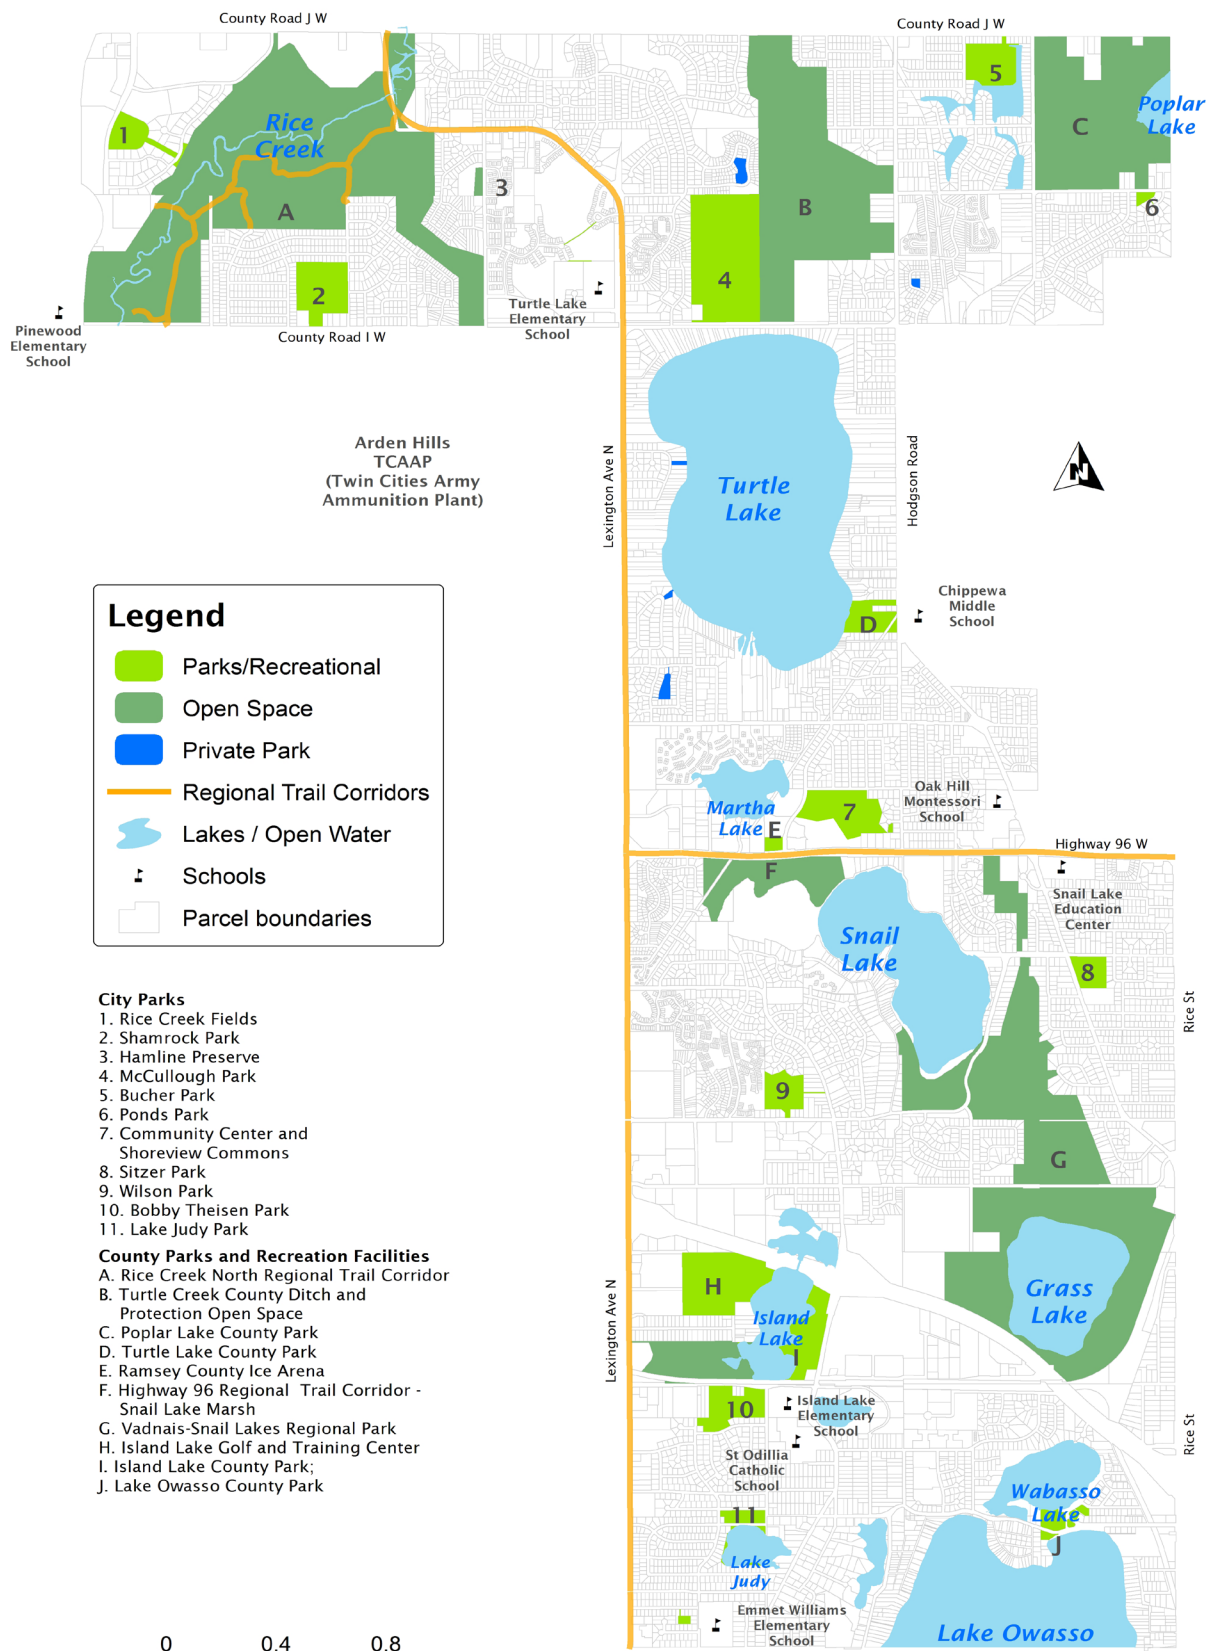 County Road J W
County Road J W
5
Poplar
Lake
C
1
Rice
Creek
3
A
B
6
4
2
Turtle Lake
Elementary
School
Pinewood
Elementary
School
County Road I W
Arden Hills
TCAAP
(Twin Cities Army
Ammunition Plant)
Lexington Ave N
Turtle
Lake
Hodgson Road
N
Chippewa
Middle
School
D
Legend
Parks/Recreational
Open Space
Private Park
Regional Trail Corridors
Lakes / Open Water
Schools
Parcel boundaries
Martha
Lake
E
7
Oak Hill
Montessori
School
Highway 96 W
F
Snail Lake
Education
Center
Snail
Lake
8
Rice St
9
G
City Parks
1. Rice Creek Fields
2. Shamrock Park
3. Hamline Preserve
4. McCullough Park
5. Bucher Park
6. Ponds Park
7. Community Center and
Shoreview Commons
8. Sitzer Park
9. Wilson Park
10. Bobby Theisen Park
11. Lake Judy Park
County Parks and Recreation Facilities
A. Rice Creek North Regional Trail Corridor
B. Turtle Creek County Ditch and
Protection Open Space
C. Poplar Lake County Park
D. Turtle Lake County Park
E. Ramsey County Ice Arena
F. Highway 96 Regional Trail Corridor -
Snail Lake Marsh
G. Vadnais-Snail Lakes Regional Park
H. Island Lake Golf and Training Center
I. Island Lake County Park;
J. Lake Owasso County Park
Lexington Ave N
H
Island
Lake
I
Grass
Lake
10
Island Lake
Elementary
School
Rice St
St Odillia
Catholic
School
Wabasso
Lake
11
J
Lake
Judy
Emmet Williams
Elementary
School
Lake Owasso
0 0.4 0.8